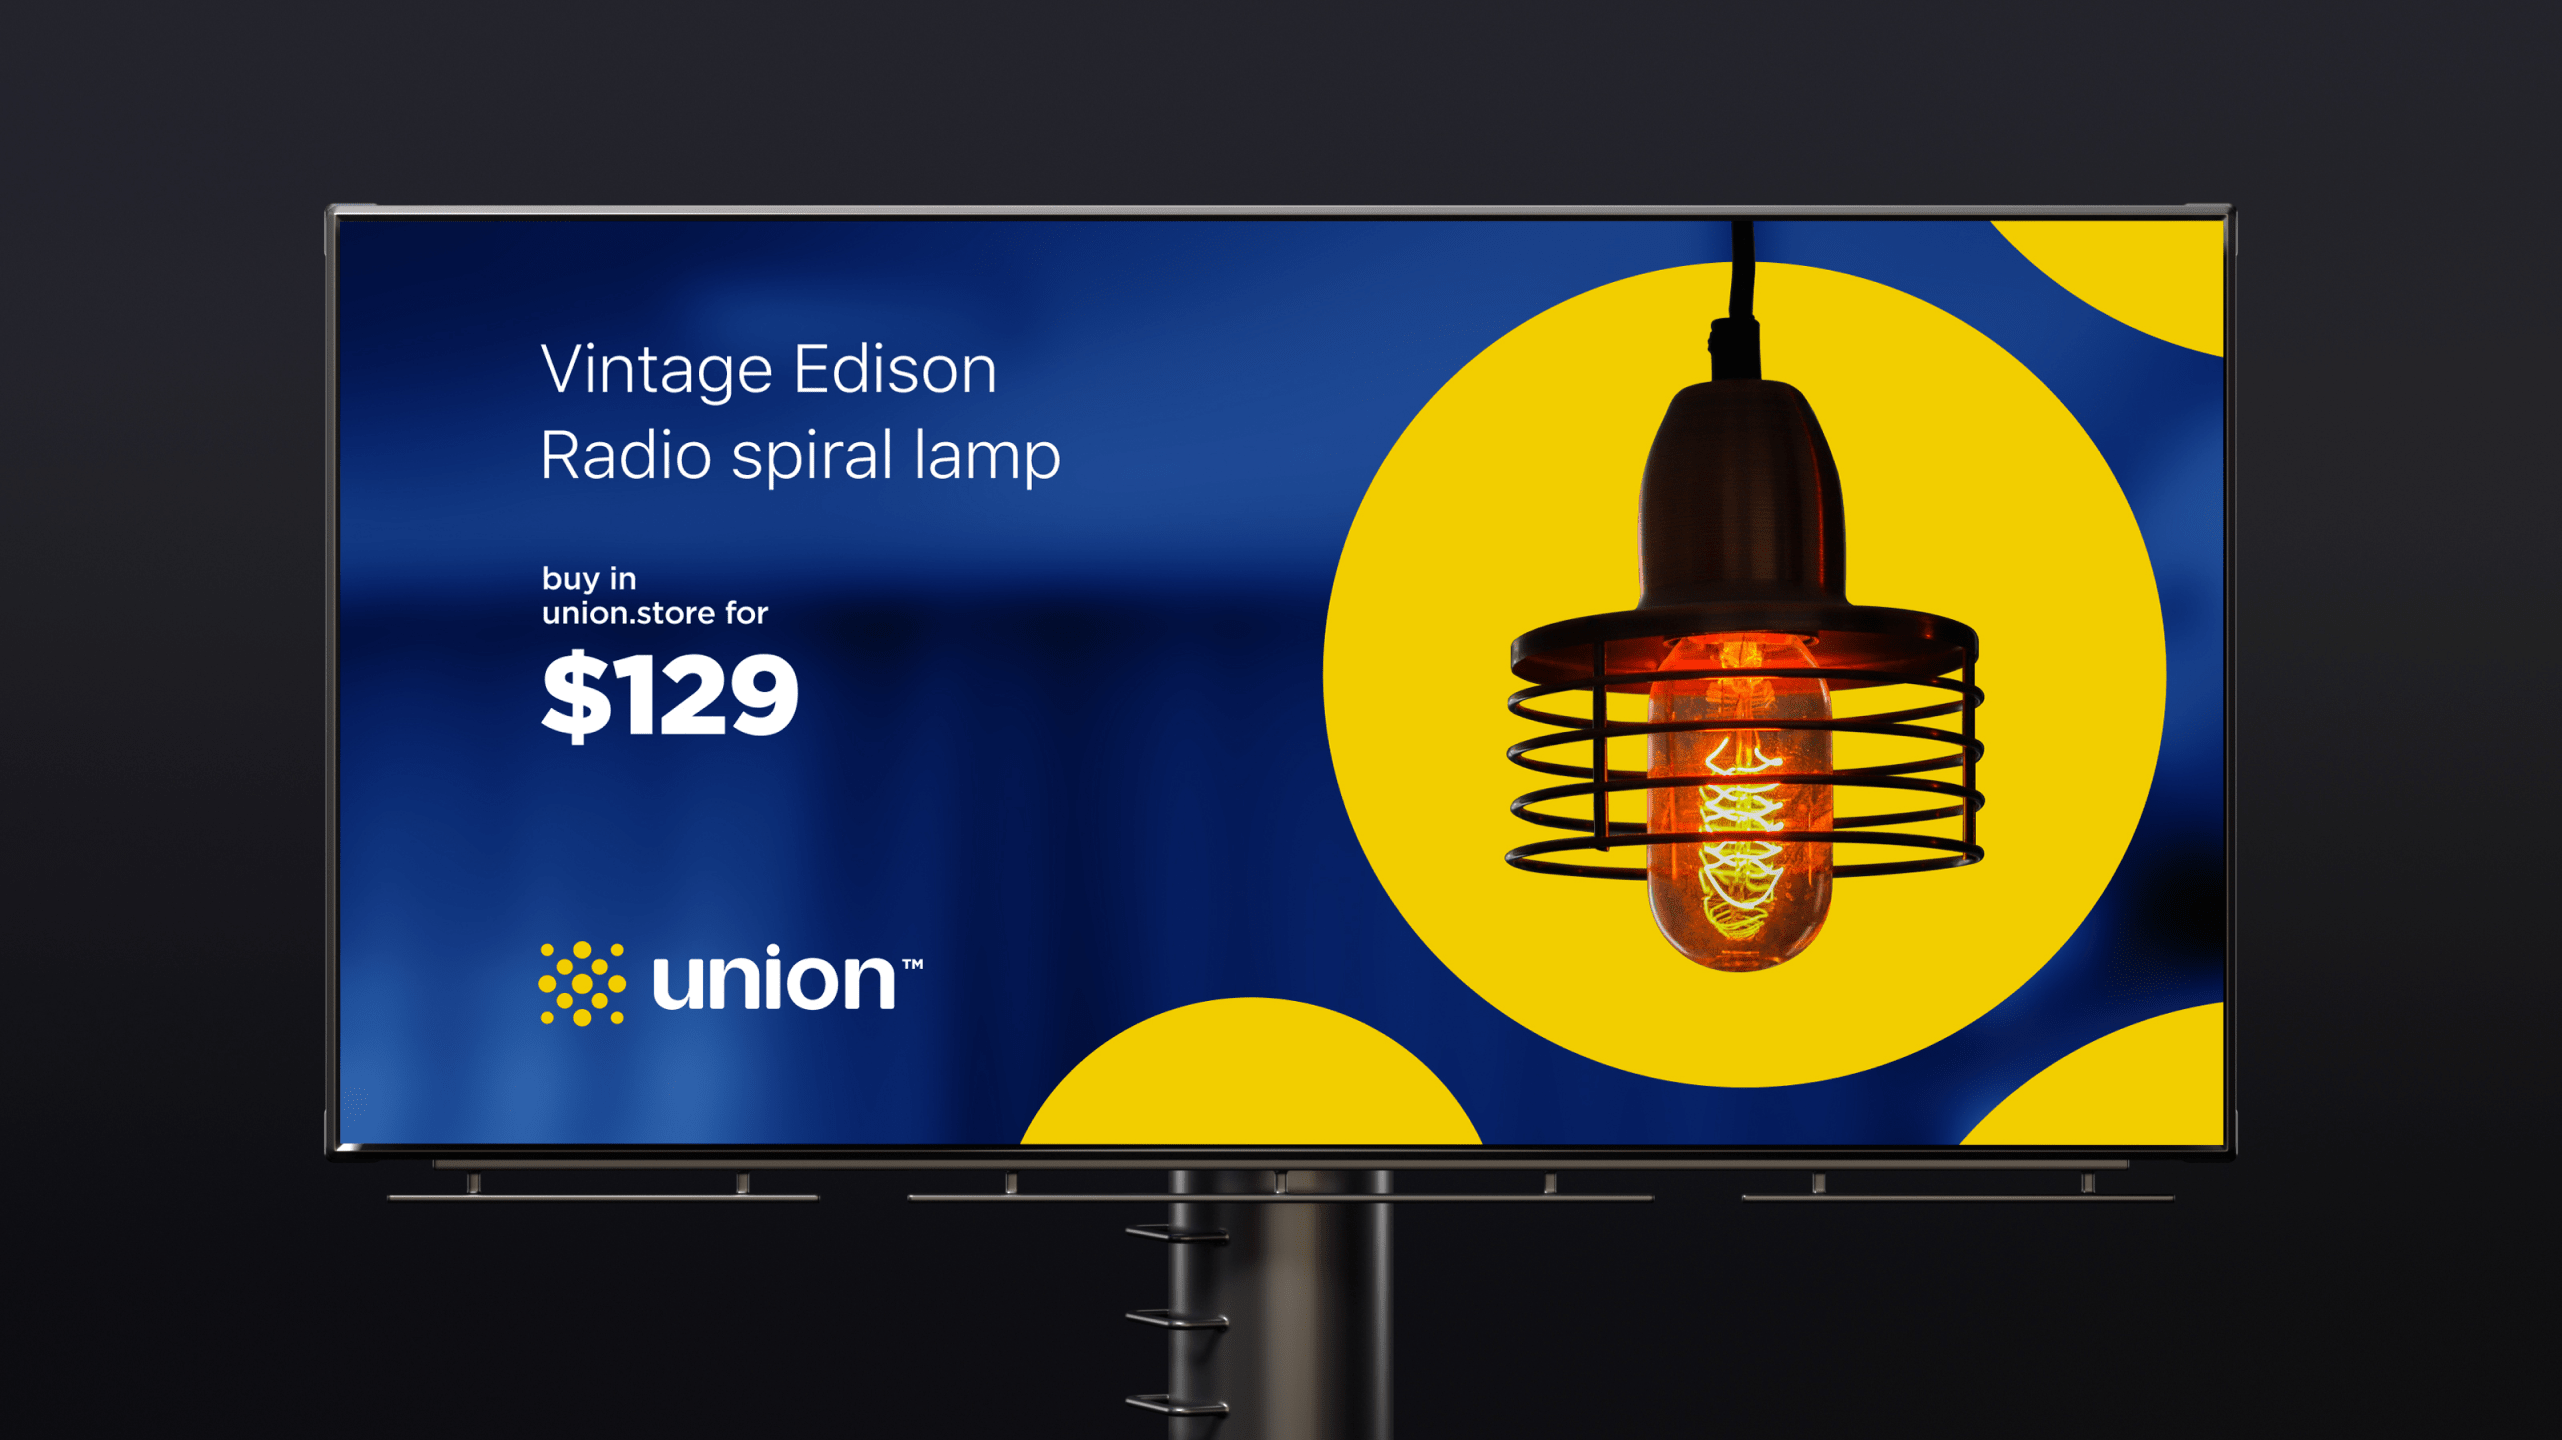 Vintage Edison
Radio spiral lamp
buy in
union.store for
$129
union™